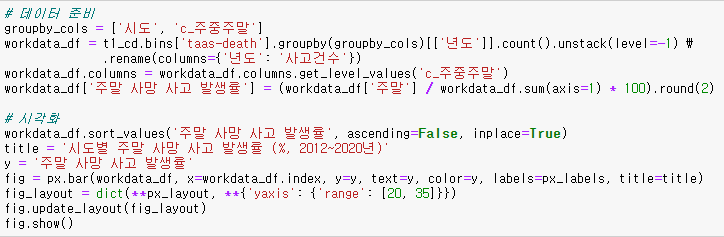 # 데이터 준비
groupby_cols = ['시도', 'c_주중주말']
workdata_df = t1_cd.bins['taas-death'].groupby(groupby_cols)[['년도']].count().unstack(level=-1) ₩
.rename(columns={'년도': '사고건수'})
workdata_df.columns = workdata_df.columns.get_level_values('c_주중주말')
workdata_df['주말 사망 사고 발생률'] = (workdata_df['주말'] / workdata_df.sum(axis=1) * 100).round(2)
# 시각화
workdata_df.sort_values('주말 사망 사고 발생률', ascending=False, inplace=True)
title = '시도별 주말 사망 사고 발생률 (%, 2012~2020년)'
y = '주말 사망 사고 발생률'
fig = px.bar(workdata_df, x=workdata_df.index, y=y, text=y, color=y, labels=px_labels, title=title)
fig_layout = dict(**px_layout, **{'yaxis': {'range': [20, 35]}})
fig.update_layout(fig_layout)
fig.show()